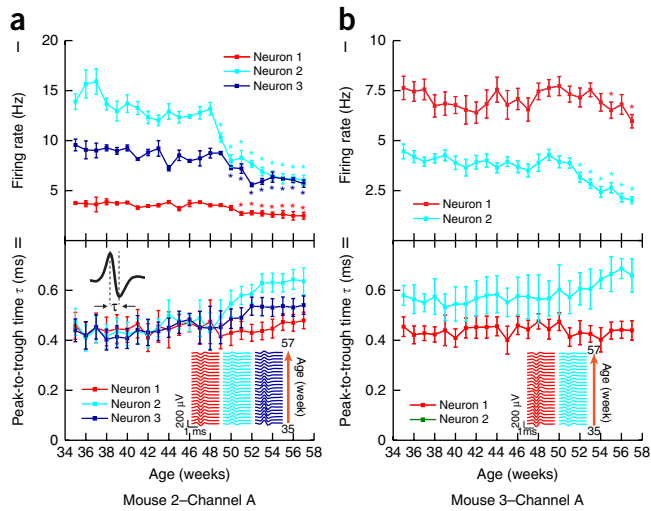 a
I
Firing rate (Hz)
20
15
10
5
Neuron 1
Neuron 2
Neuron 3
* * * * * * * * *
* * * * * * * *
* * * * * * *
II
Peak-to-trough time τ (ms)
0.6
0.4
0.2
0
τ
Neuron 1
Neuron 2
Neuron 3
200 µV
1 ms
57
Age (week)
35
34 36 38 40 42 44 46 48 50 52 54 56 58
Age (weeks)
Mouse 2–Channel A
b
I
Firing rate (Hz)
10
7.5
5
2.5
Neuron 1
Neuron 2
* *
* * * * *
II
Peak-to-trough time τ (ms)
0.6
0.4
0.2
0
Neuron 1
Neuron 2
200 µV
1 ms
57
Age (week)
35
34 36 38 40 42 44 46 48 50 52 54 56 58
Age (weeks)
Mouse 3–Channel A